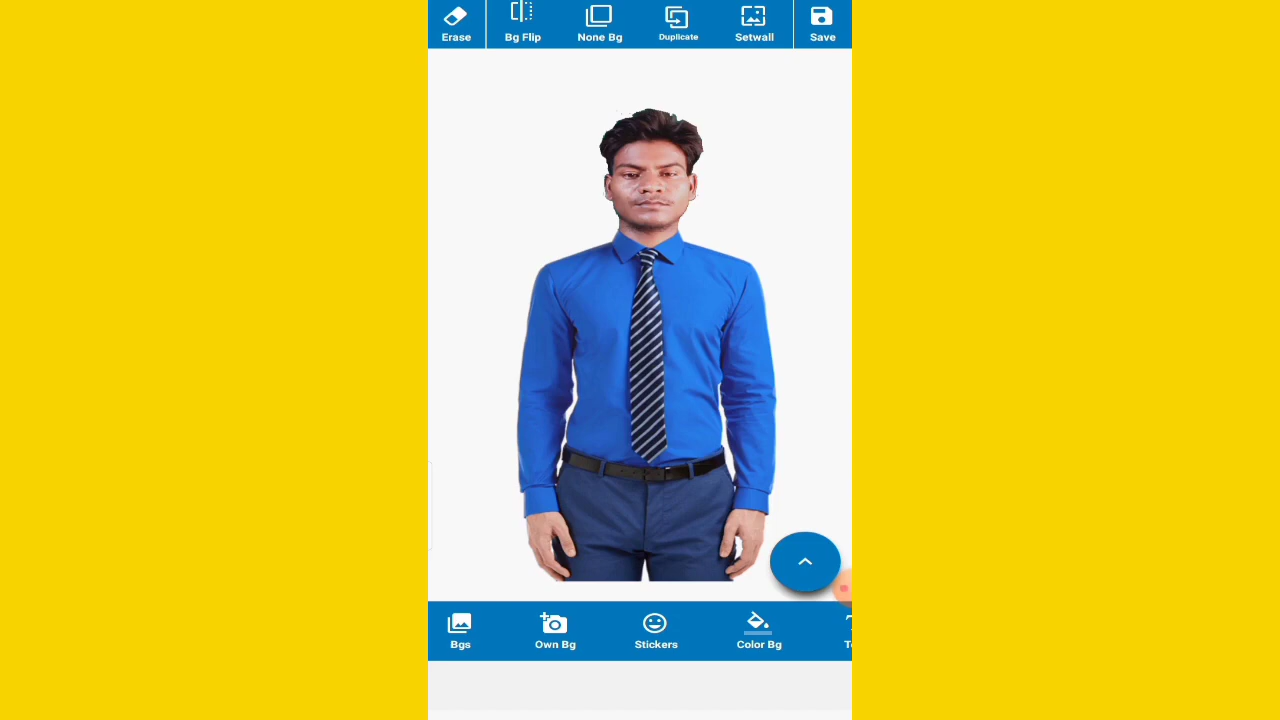 Erase
Bg Flip
None Bg
Duplicate
Setwall
Save
Bgs
Own Bg
Stickers
Color Bg